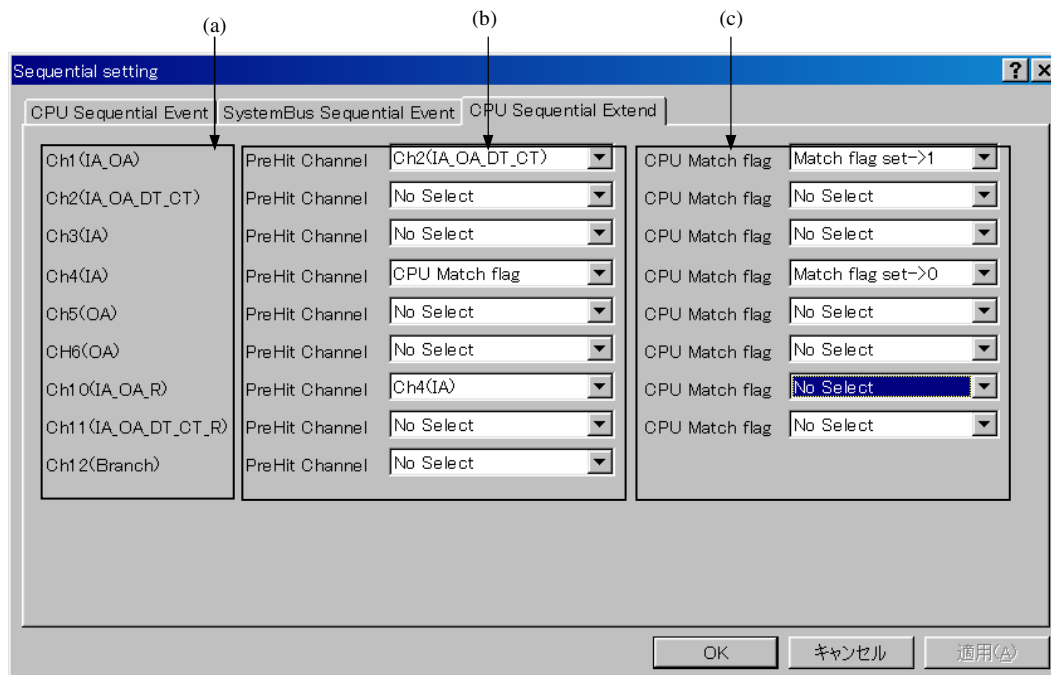 (a) (b) (c)
Sequential setting
CPU Sequential Event SystemBus Sequential Event CPU Sequential Extend
Ch1(IA_OA) PreHit Channel Ch2(IA_OA_DT_CT) CPU Match flag Match flag set->1
Ch2(IA_OA_DT_CT) PreHit Channel No Select CPU Match flag No Select
Ch3(IA) PreHit Channel No Select CPU Match flag No Select
Ch4(IA) PreHit Channel CPU Match flag CPU Match flag Match flag set->0
Ch5(OA) PreHit Channel No Select CPU Match flag No Select
CH6(OA) PreHit Channel No Select CPU Match flag No Select
Ch10(IA_OA_R) PreHit Channel Ch4(IA) CPU Match flag No Select
Ch11(IA_OA_DT_CT_R) PreHit Channel No Select CPU Match flag No Select
Ch12(Branch) PreHit Channel No Select
OK キャンセル 適用(A)